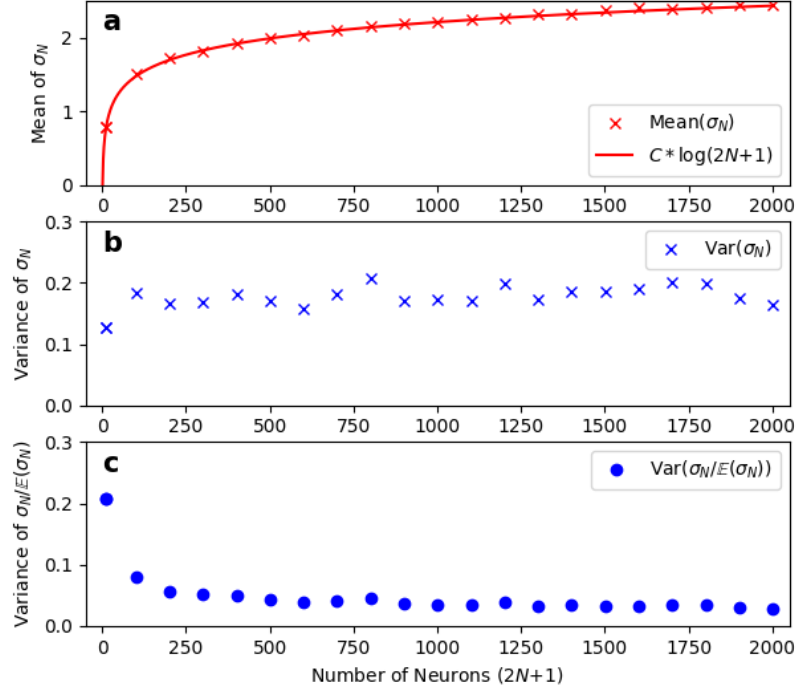 a
Mean of σ_N
2
1
0
Mean(σ_N)
C * log(2N+1)
0 250 500 750 1000 1250 1500 1750 2000
b
Variance of σ_N
0.3
0.2
0.1
0.0
Var(σ_N)
0 250 500 750 1000 1250 1500 1750 2000
c
Variance of σ_N/𝔼(σ_N)
0.3
0.2
0.1
0.0
Var(σ_N/𝔼(σ_N))
0 250 500 750 1000 1250 1500 1750 2000
Number of Neurons (2N+1)